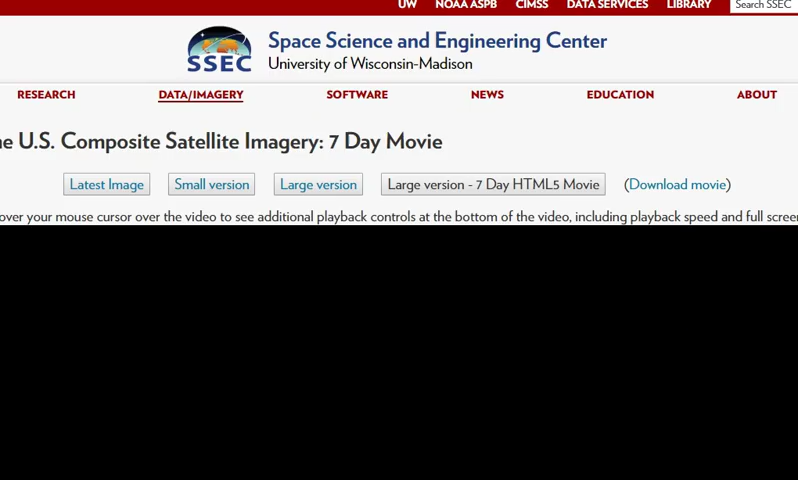 UW NOAA ASPB CIMSS DATA SERVICES LIBRARY Search SSEC
SSEC
Space Science and Engineering Center
University of Wisconsin-Madison
RESEARCH DATA/IMAGERY SOFTWARE NEWS EDUCATION ABOUT
U.S. Composite Satellite Imagery: 7 Day Movie
Latest Image Small version Large version Large version - 7 Day HTML5 Movie (Download movie)
over your mouse cursor over the video to see additional playback controls at the bottom of the video, including playback speed and full